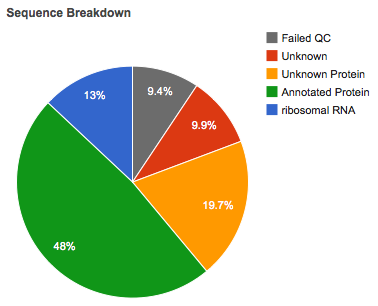 Sequence Breakdown
Failed QC
Unknown
Unknown Protein
Annotated Protein
ribosomal RNA
13%
9.4%
9.9%
19.7%
48%